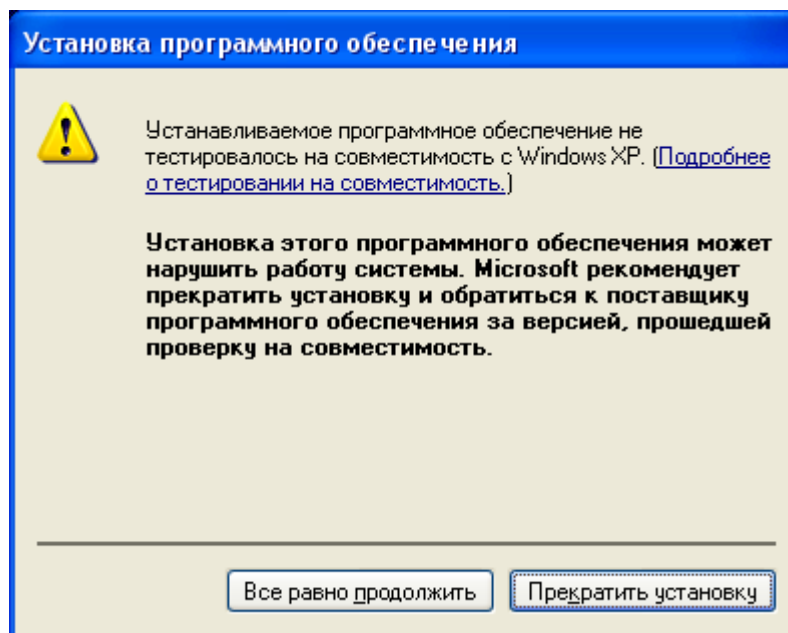 Установка программного обеспечения
Устанавливаемое программное обеспечение не
тестировалось на совместимость с Windows XP. (Подробнее
о тестировании на совместимость.)
Установка этого программного обеспечения может
нарушить работу системы. Microsoft рекомендует
прекратить установку и обратиться к поставщику
программного обеспечения за версией, прошедшей
проверку на совместимость.
Все равно продолжить Прекратить установку